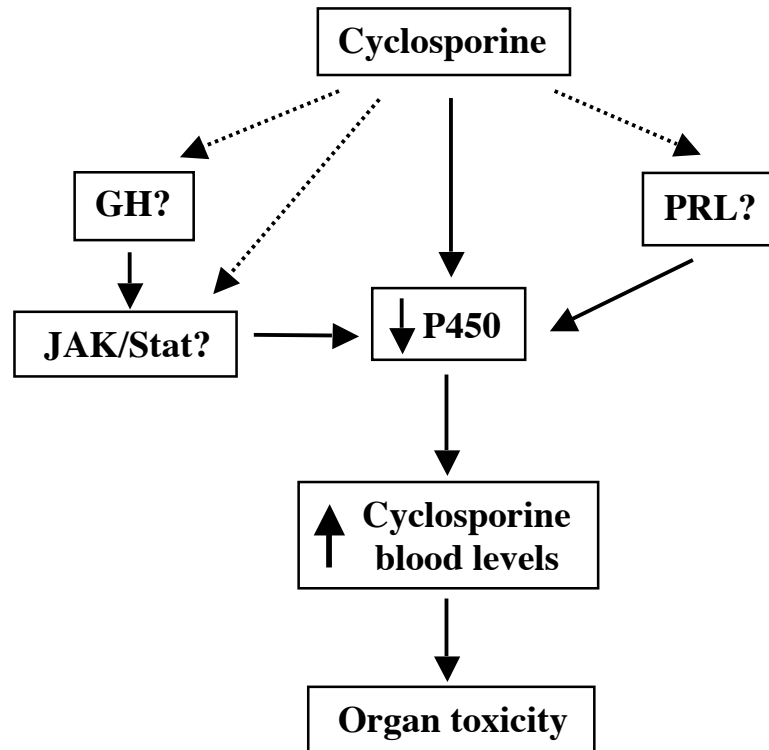 Cyclosporine
GH?
PRL?
JAK/Stat?
P450
Cyclosporine
blood levels
Organ toxicity